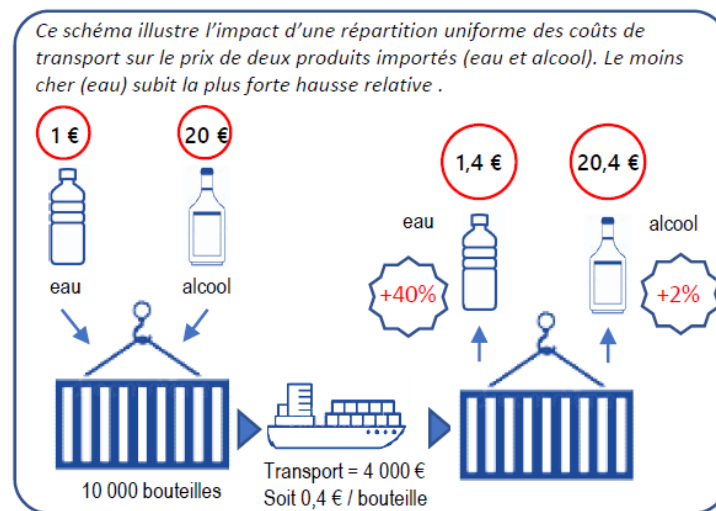 Ce schéma illustre l'impact d'une répartition uniforme des coûts de
transport sur le prix de deux produits importés (eau et alcool). Le moins
cher (eau) subit la plus forte hausse relative .
1 €
20 €
eau
alcool
10 000 bouteilles
Transport = 4 000 €
Soit 0,4 € / bouteille
1,4 €
20,4 €
eau
alcool
+40%
+2%